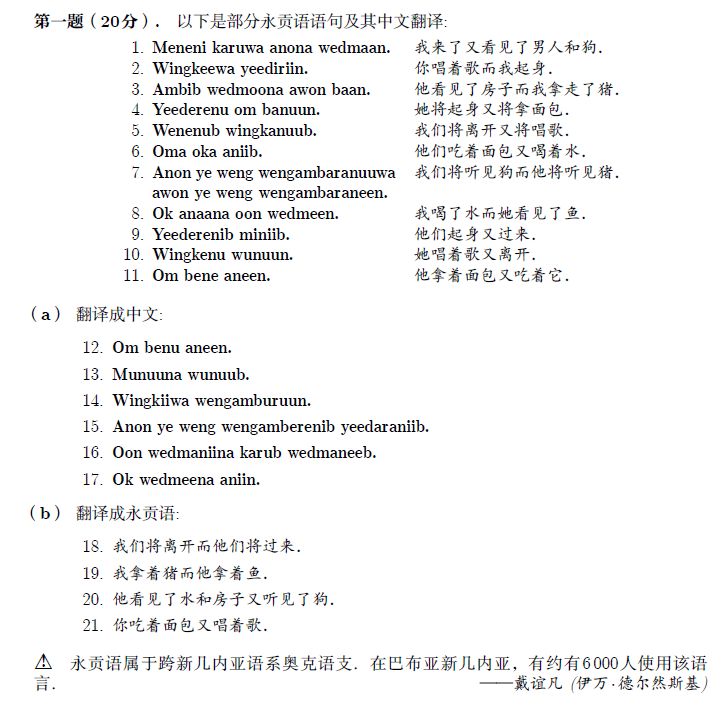 第一题（20分）. 以下是部分永贡语语句及其中文翻译:
1. Meneni karuwa anona wedmaan. 我来了又看见了男人和狗.
2. Wingkeewa yeediriin. 你唱着歌而我起身.
3. Ambib wedmoona awon baan. 他看见了房子而我拿走了猪.
4. Yeederenu om banuun. 她将起身又将拿面包.
5. Wenenub wingkanuub. 我们将离开又将唱歌.
6. Oma oka aniib. 他们吃着面包又喝着水.
7. Anon ye weng wengambaranuuwa 我们将听见狗而他将听见猪.
awon ye weng wengambaraneen.
8. Ok anaana oon wedmeen. 我喝了水而她看见了鱼.
9. Yeederenib miniib. 他们起身又过来.
10. Wingkenu wunuun. 她唱着歌又离开.
11. Om bene aneen. 他拿着面包又吃着它.
（a） 翻译成中文:
12. Om benu aneen.
13. Munuuna wunuub.
14. Wingkiiwa wengamburuun.
15. Anon ye weng wengamberenib yeedaraniib.
16. Oon wedmaniina karub wedmaneeb.
17. Ok wedmeena aniin.
（b） 翻译成永贡语:
18. 我们将离开而他们将过来.
19. 我拿着猪而他拿着鱼.
20. 他看见了水和房子又听见了狗.
21. 你吃着面包又唱着歌.
⚠ 永贡语属于跨新几内亚语系奥克语支. 在巴布亚新几内亚, 有约有6000人使用该语
言. ——戴谊凡 (伊万·德尔然斯基)